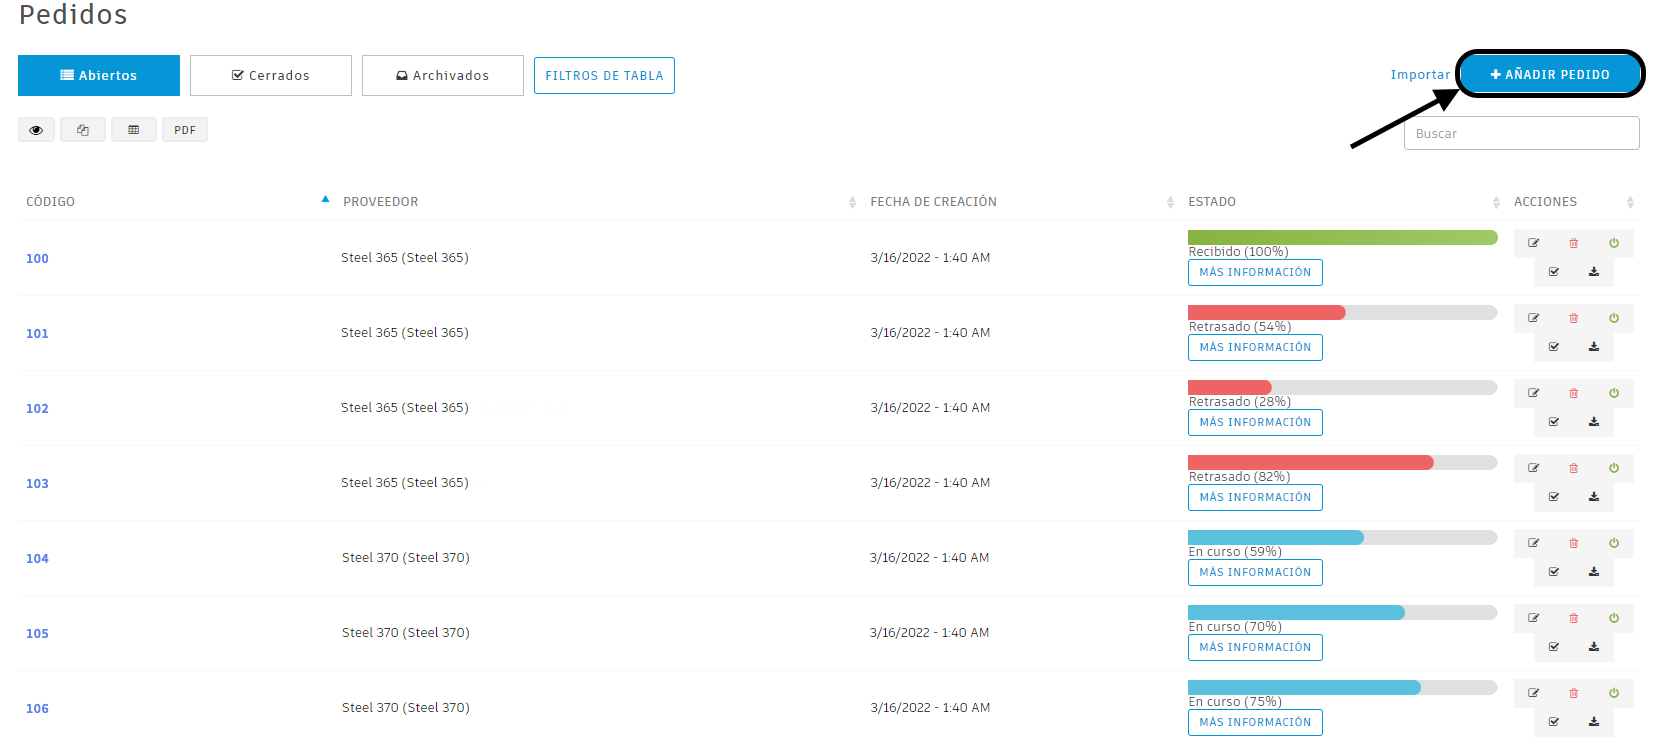 Pedidos
Abiertos Cerrados Archivados FILTROS DE TABLA Importar AÑADIR PEDIDO
PDF Buscar
CÓDIGO PROVEEDOR FECHA DE CREACIÓN ESTADO ACCIONES
100 Steel 365 (Steel 365) 3/16/2022 - 1:40 AM Recibido (100%)
MÁS INFORMACIÓN
101 Steel 365 (Steel 365) 3/16/2022 - 1:40 AM Retrasado (54%)
MÁS INFORMACIÓN
102 Steel 365 (Steel 365) 3/16/2022 - 1:40 AM Retrasado (28%)
MÁS INFORMACIÓN
103 Steel 365 (Steel 365) 3/16/2022 - 1:40 AM Retrasado (82%)
MÁS INFORMACIÓN
104 Steel 370 (Steel 370) 3/16/2022 - 1:40 AM En curso (59%)
MÁS INFORMACIÓN
105 Steel 370 (Steel 370) 3/16/2022 - 1:40 AM En curso (70%)
MÁS INFORMACIÓN
106 Steel 370 (Steel 370) 3/16/2022 - 1:40 AM En curso (75%)
MÁS INFORMACIÓN